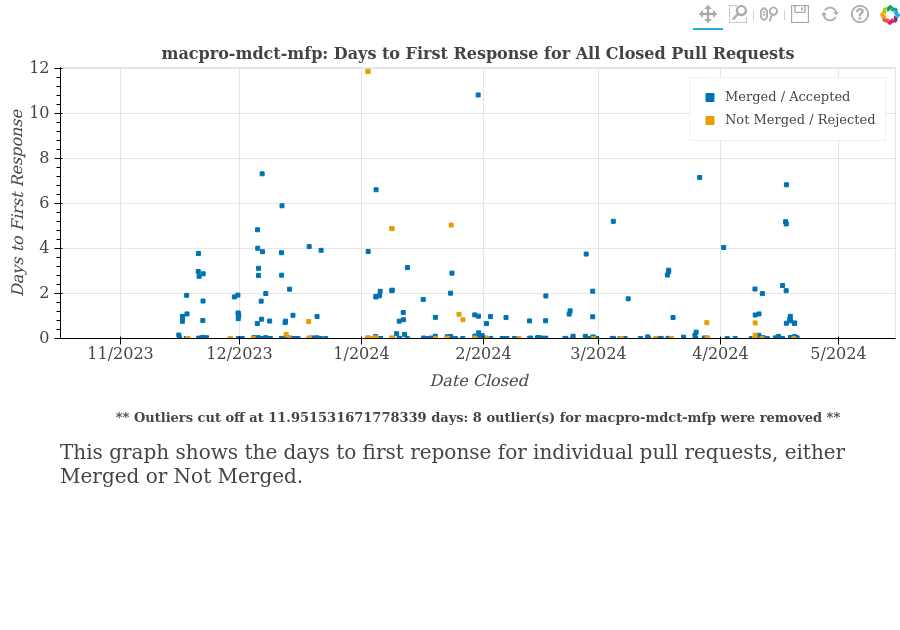 macpro-mdct-mfp: Days to First Response for All Closed Pull Requests
12
10
8
6
4
2
0
Days to First Response
Merged / Accepted
Not Merged / Rejected
11/2023 12/2023 1/2024 2/2024 3/2024 4/2024 5/2024
Date Closed
** Outliers cut off at 11.951531671778339 days: 8 outlier(s) for macpro-mdct-mfp were removed **
This graph shows the days to first reponse for individual pull requests, either
Merged or Not Merged.